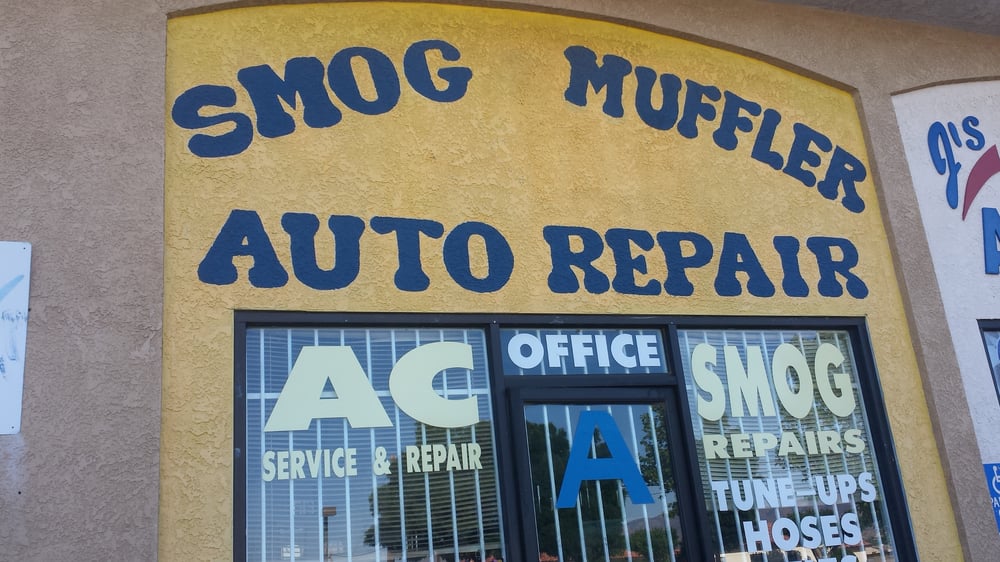 SMOG MUFFLER
AUTO REPAIR
AC
SERVICE & REPAIR
OFFICE
A
SMOG
REPAIRS
TUNE-UPS
HOSES
J's